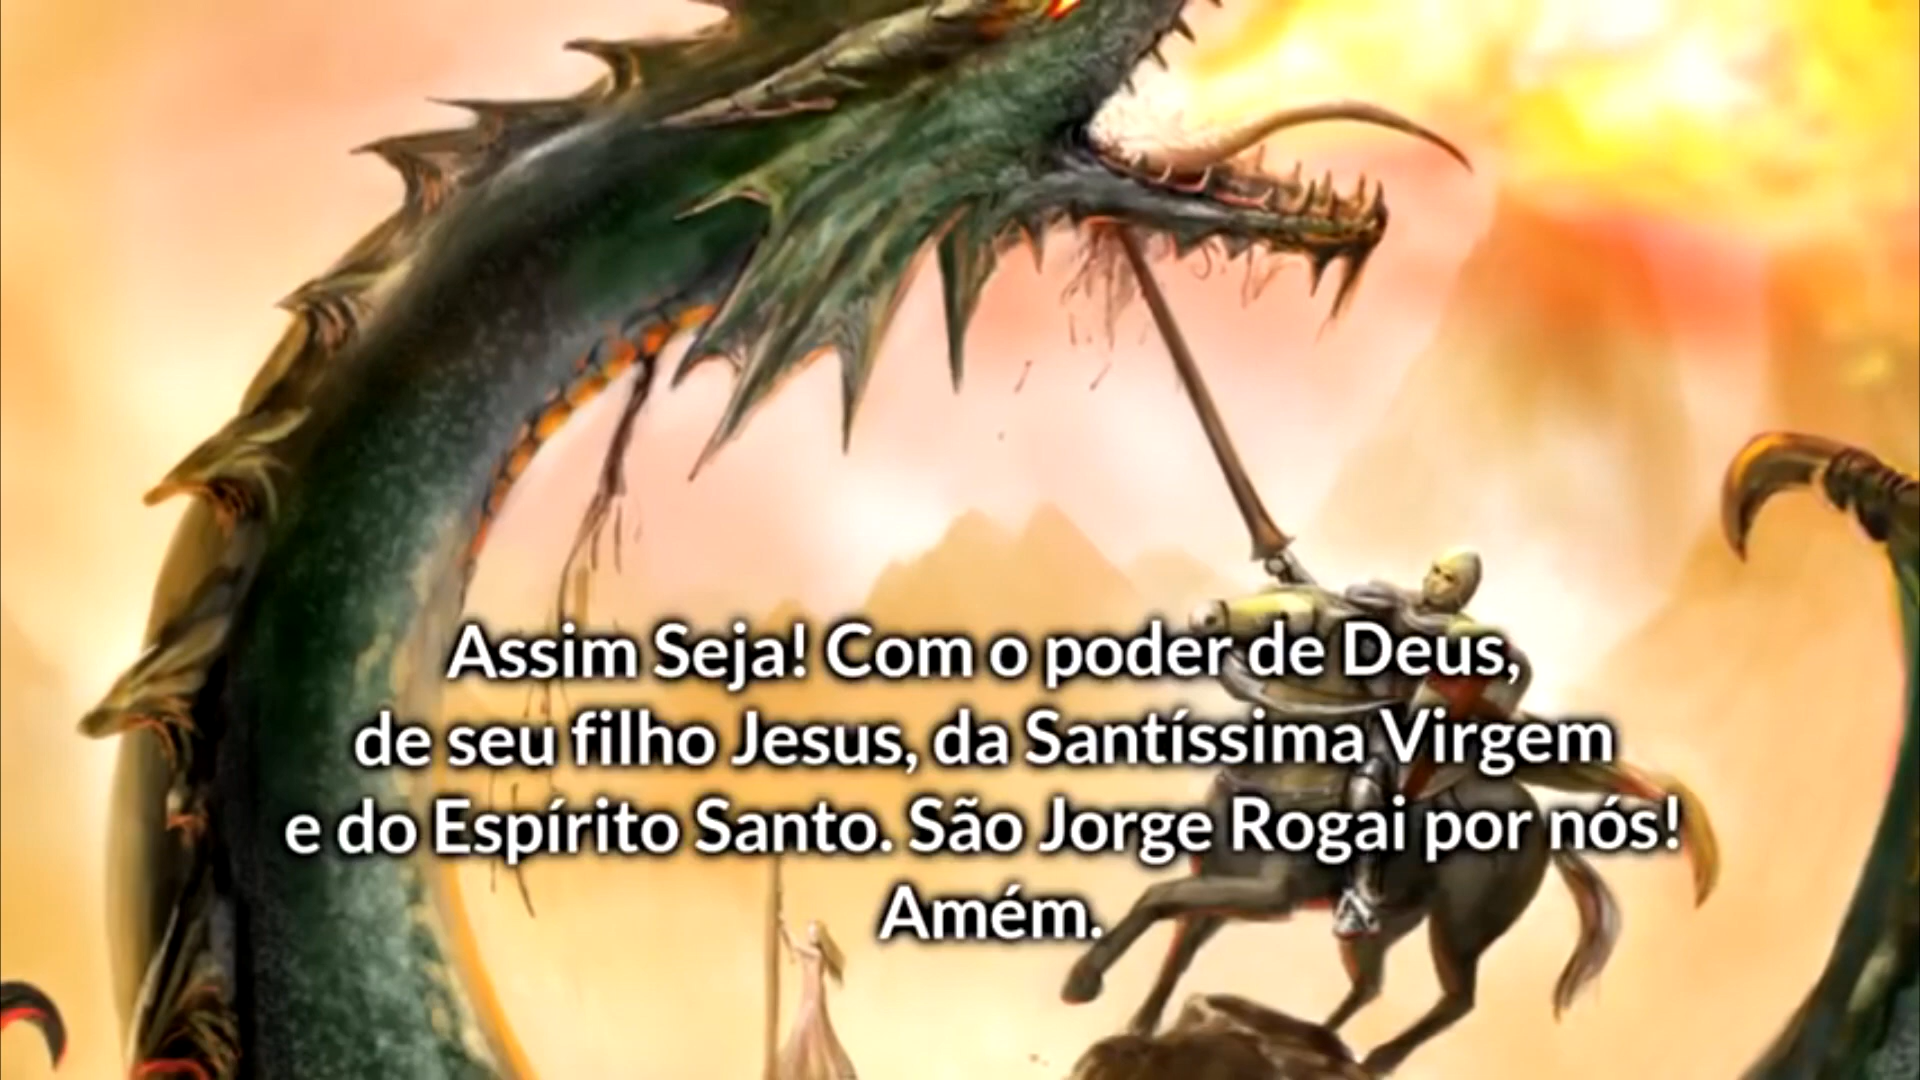 Assim Seja! Com o poder de Deus,
de seu filho Jesus, da Santíssima Virgem
e do Espírito Santo. São Jorge Rogai por nós!
Amém.